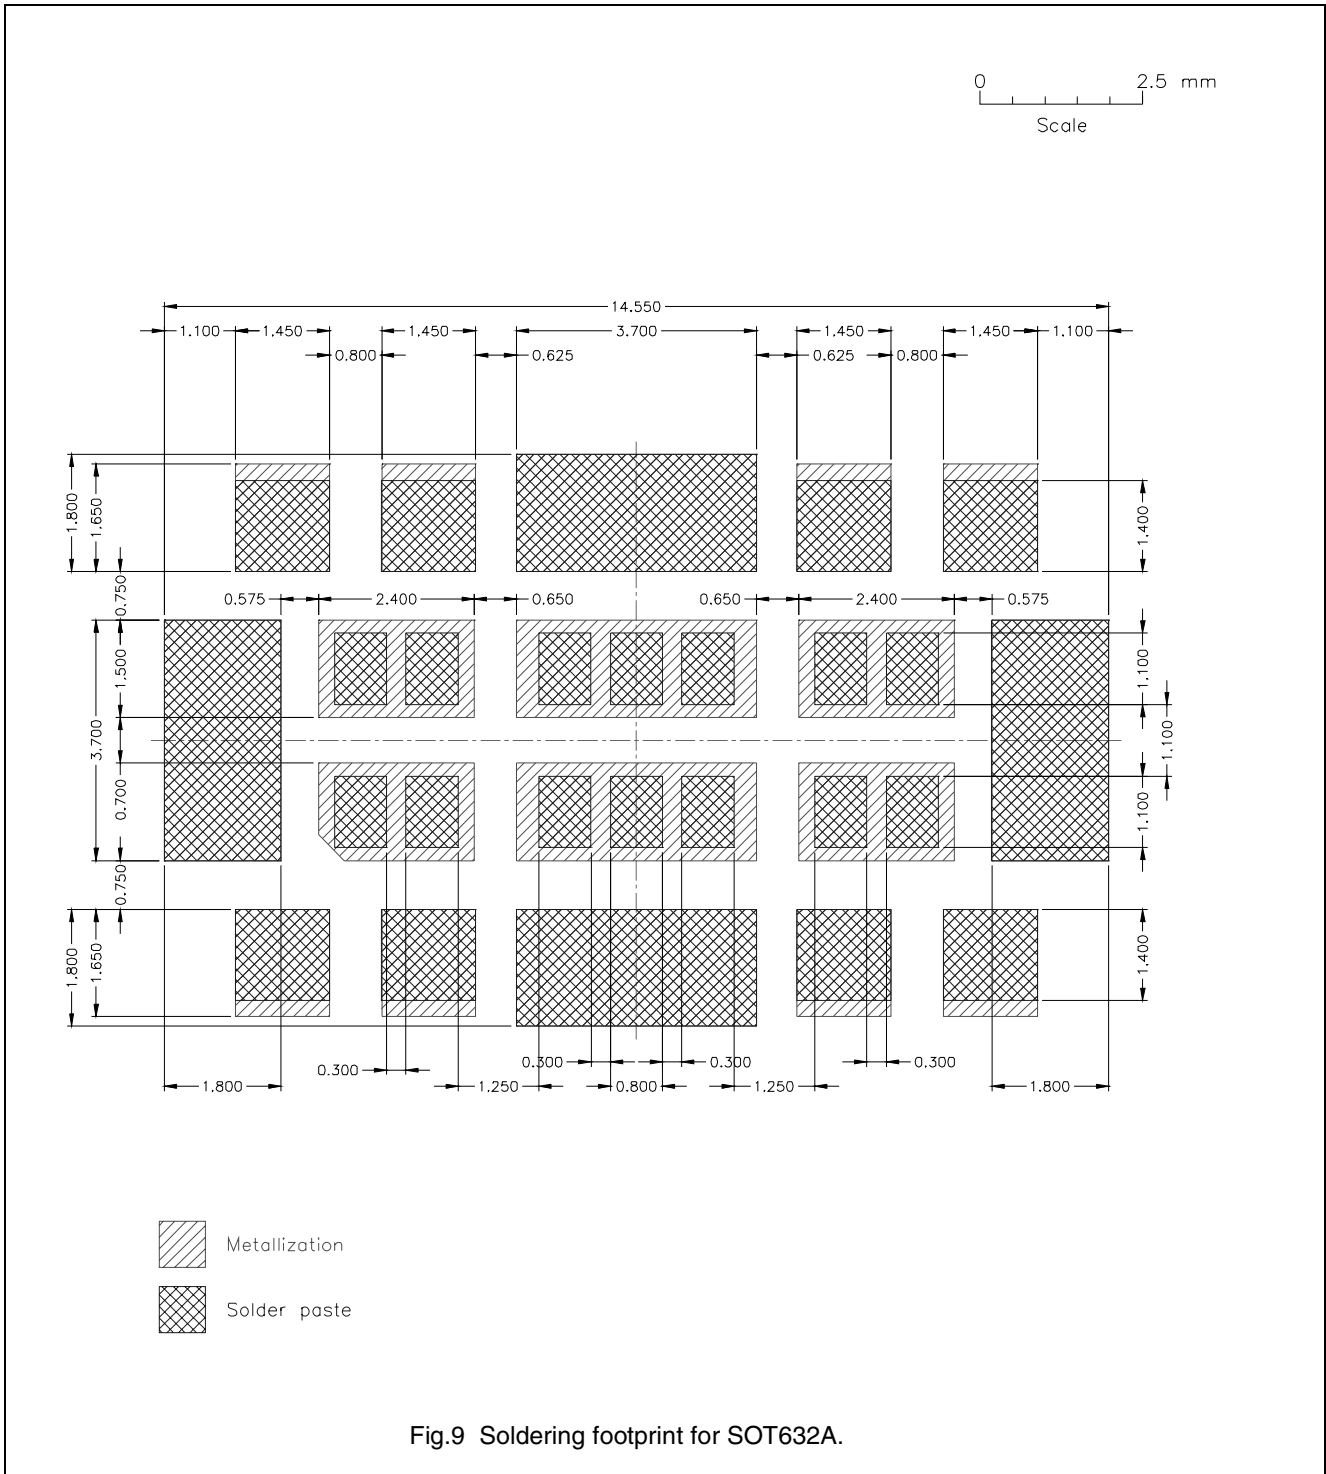 0 2.5 mm
Scale
14.550
1.100 1.450 1.450 3.700 1.450 1.450 1.100
0.800 0.625 0.625 0.800
1.800
1.650
1.400
0.750
0.575 2.400 0.650 0.650 2.400 0.575
3.700
1.500
0.700
1.100
1.100
1.100
0.750
1.800
1.650
1.400
0.300 0.300 0.300 0.300
1.800 1.250 0.800 1.250 1.800
Metallization
Solder paste
Fig.9 Soldering footprint for SOT632A.